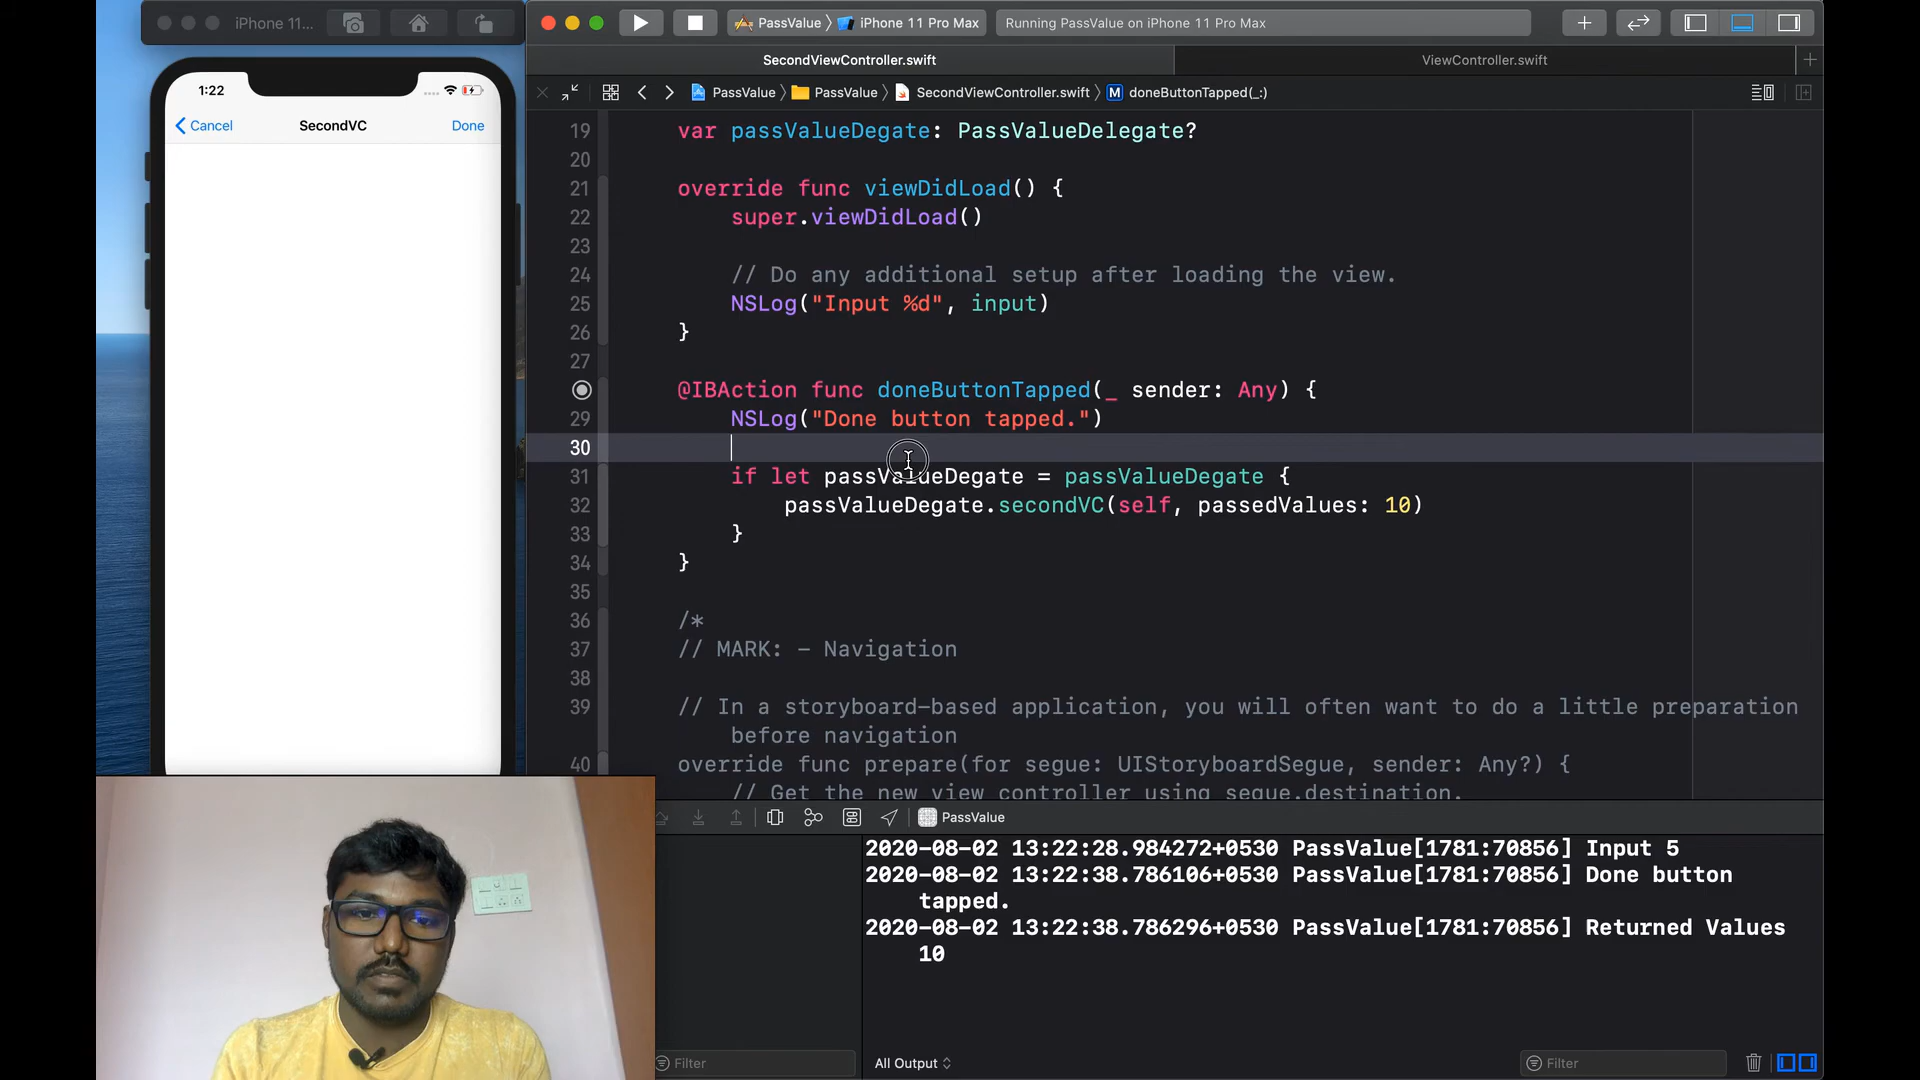 iPhone 11...
PassValue iPhone 11 Pro Max
Running PassValue on iPhone 11 Pro Max
SecondViewController.swift
ViewController.swift
PassValue PassValue SecondViewController.swift M doneButtonTapped(_:)
1:22
Cancel SecondVC Done
19 var passValueDegate: PassValueDelegate?
20
21 override func viewDidLoad() {
22 super.viewDidLoad()
23
24 // Do any additional setup after loading the view.
25 NSLog("Input %d", input)
26 }
27
@IBAction func doneButtonTapped(_ sender: Any) {
29 NSLog("Done button tapped.")
30
31 if let passValueDegate = passValueDegate {
32 passValueDegate.secondVC(self, passedValues: 10)
33 }
34 }
35
36 /*
37 // MARK: - Navigation
38
39 // In a storyboard-based application, you will often want to do a little preparation
before navigation
40 override func prepare(for segue: UIStoryboardSegue, sender: Any?) {
// Get the new view controller using segue.destination.
PassValue
2020-08-02 13:22:28.984272+0530 PassValue[1781:70856] Input 5
2020-08-02 13:22:38.786106+0530 PassValue[1781:70856] Done button
tapped.
2020-08-02 13:22:38.786296+0530 PassValue[1781:70856] Returned Values
10
Filter
All Output
Filter